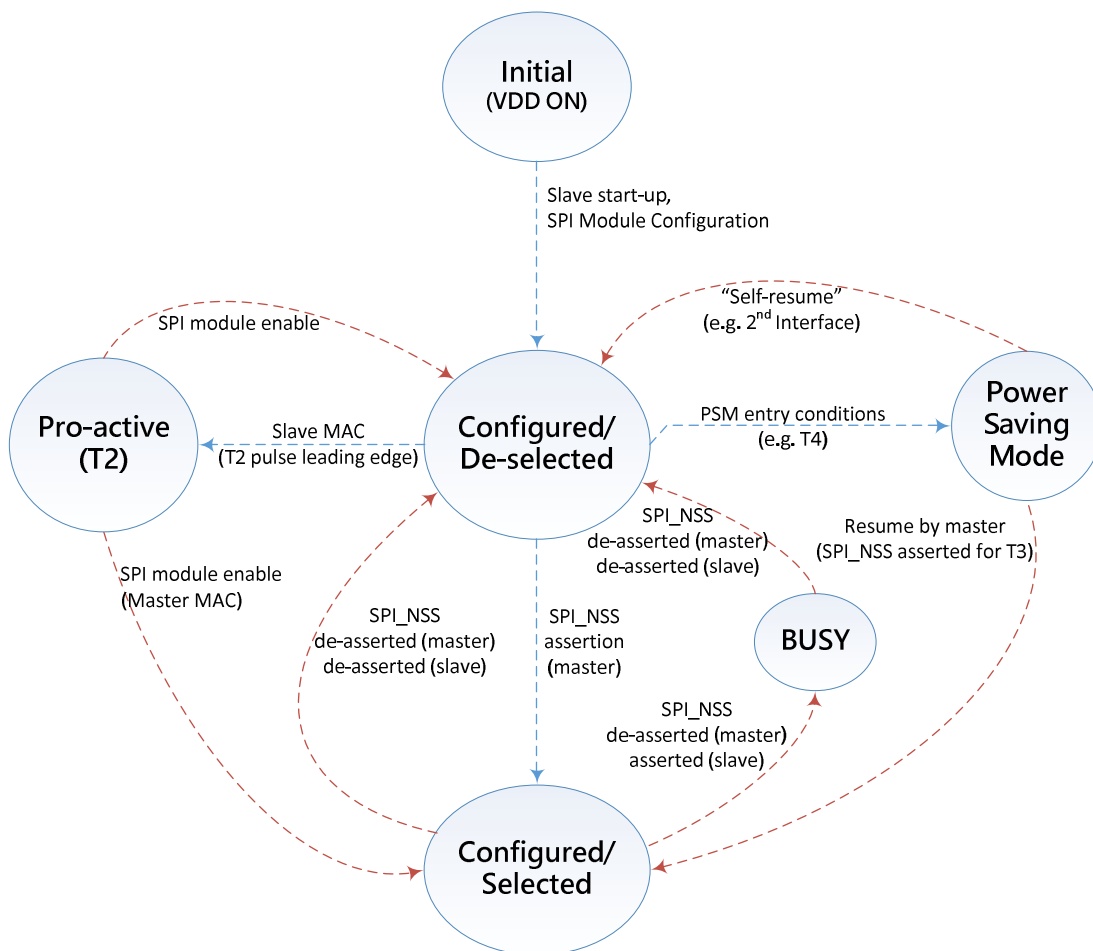 Initial
(VDD ON)
Slave start-up,
SPI Module Configuration
“Self-resume”
(e.g. 2nd Interface)
SPI module enable
Pro-active
(T2)
Slave MAC
(T2 pulse leading edge)
Configured/
De-selected
PSM entry conditions
(e.g. T4)
Power
Saving
Mode
SPI_NSS
de-asserted (master)
de-asserted (slave)
Resume by master
(SPI_NSS asserted for T3)
SPI module enable
(Master MAC)
SPI_NSS
de-asserted (master)
de-asserted (slave)
SPI_NSS
assertion
(master)
BUSY
SPI_NSS
de-asserted (master)
asserted (slave)
Configured/
Selected